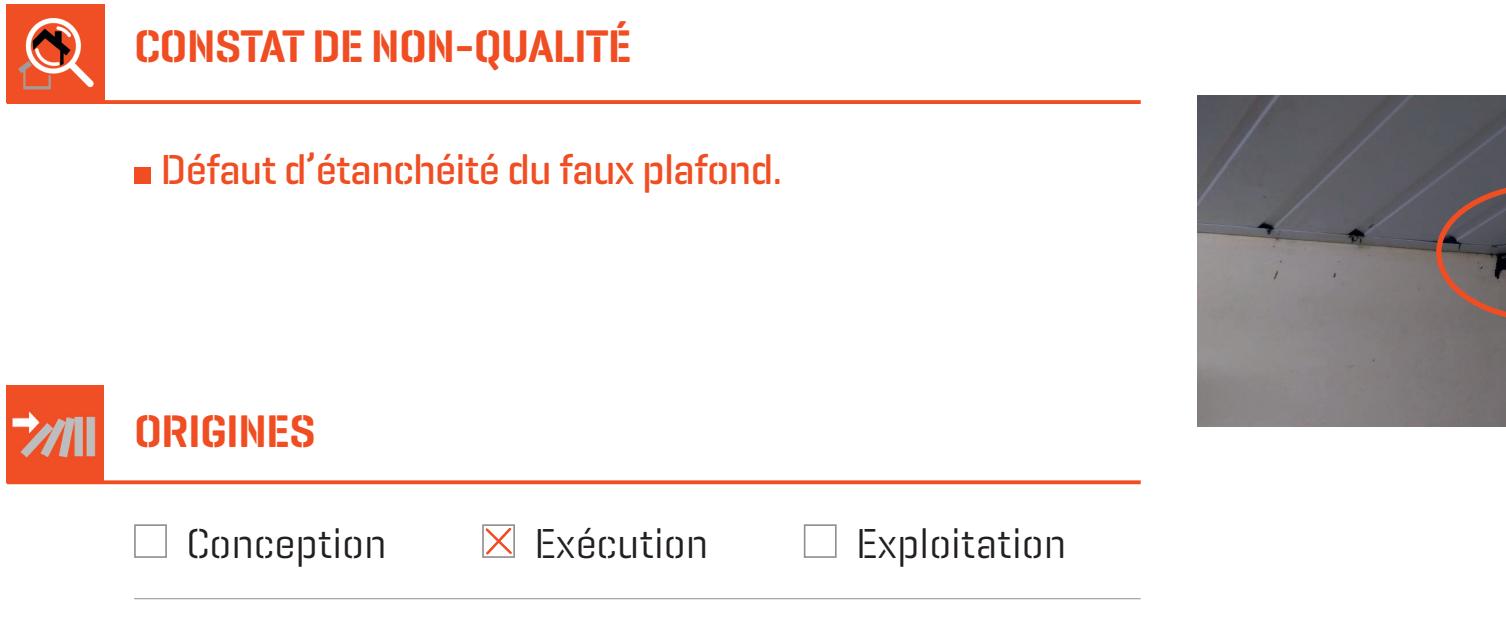 CONSTAT DE NON-QUALITÉ
Défaut d'étanchéité du faux plafond.
ORIGINES
Conception Exécution Exploitation